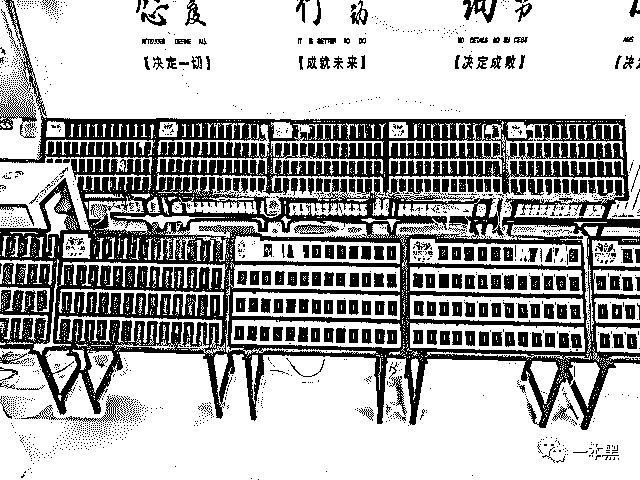 态度 行动 细节
ATTITUDE DEFINE ALL IT IS BETTER TO DO NO DETAILS NO SUCCESS
【决定一切】 【成就未来】 【决定成败】
一本黑